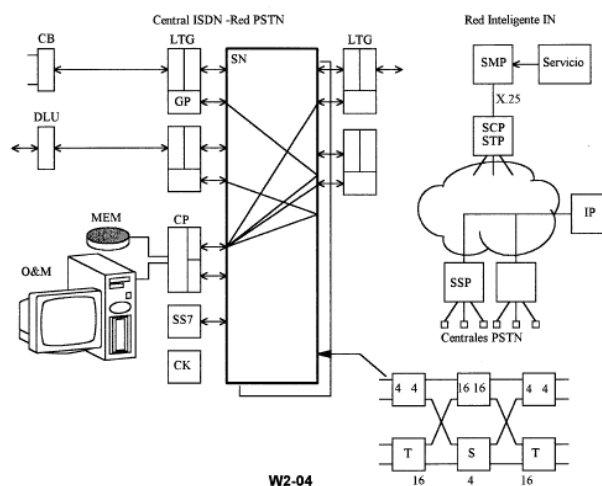 Central ISDN -Red PSTN
Red Inteligente IN
CB
LTG
SN
LTG
GP
DLU
MEM
CP
O&M
SS7
CK
SMP
Servicio
X.25
SCP
STP
IP
SSP
Centrales PSTN
4 4
16 16
4 4
T
S
T
16
4
16
W2-04